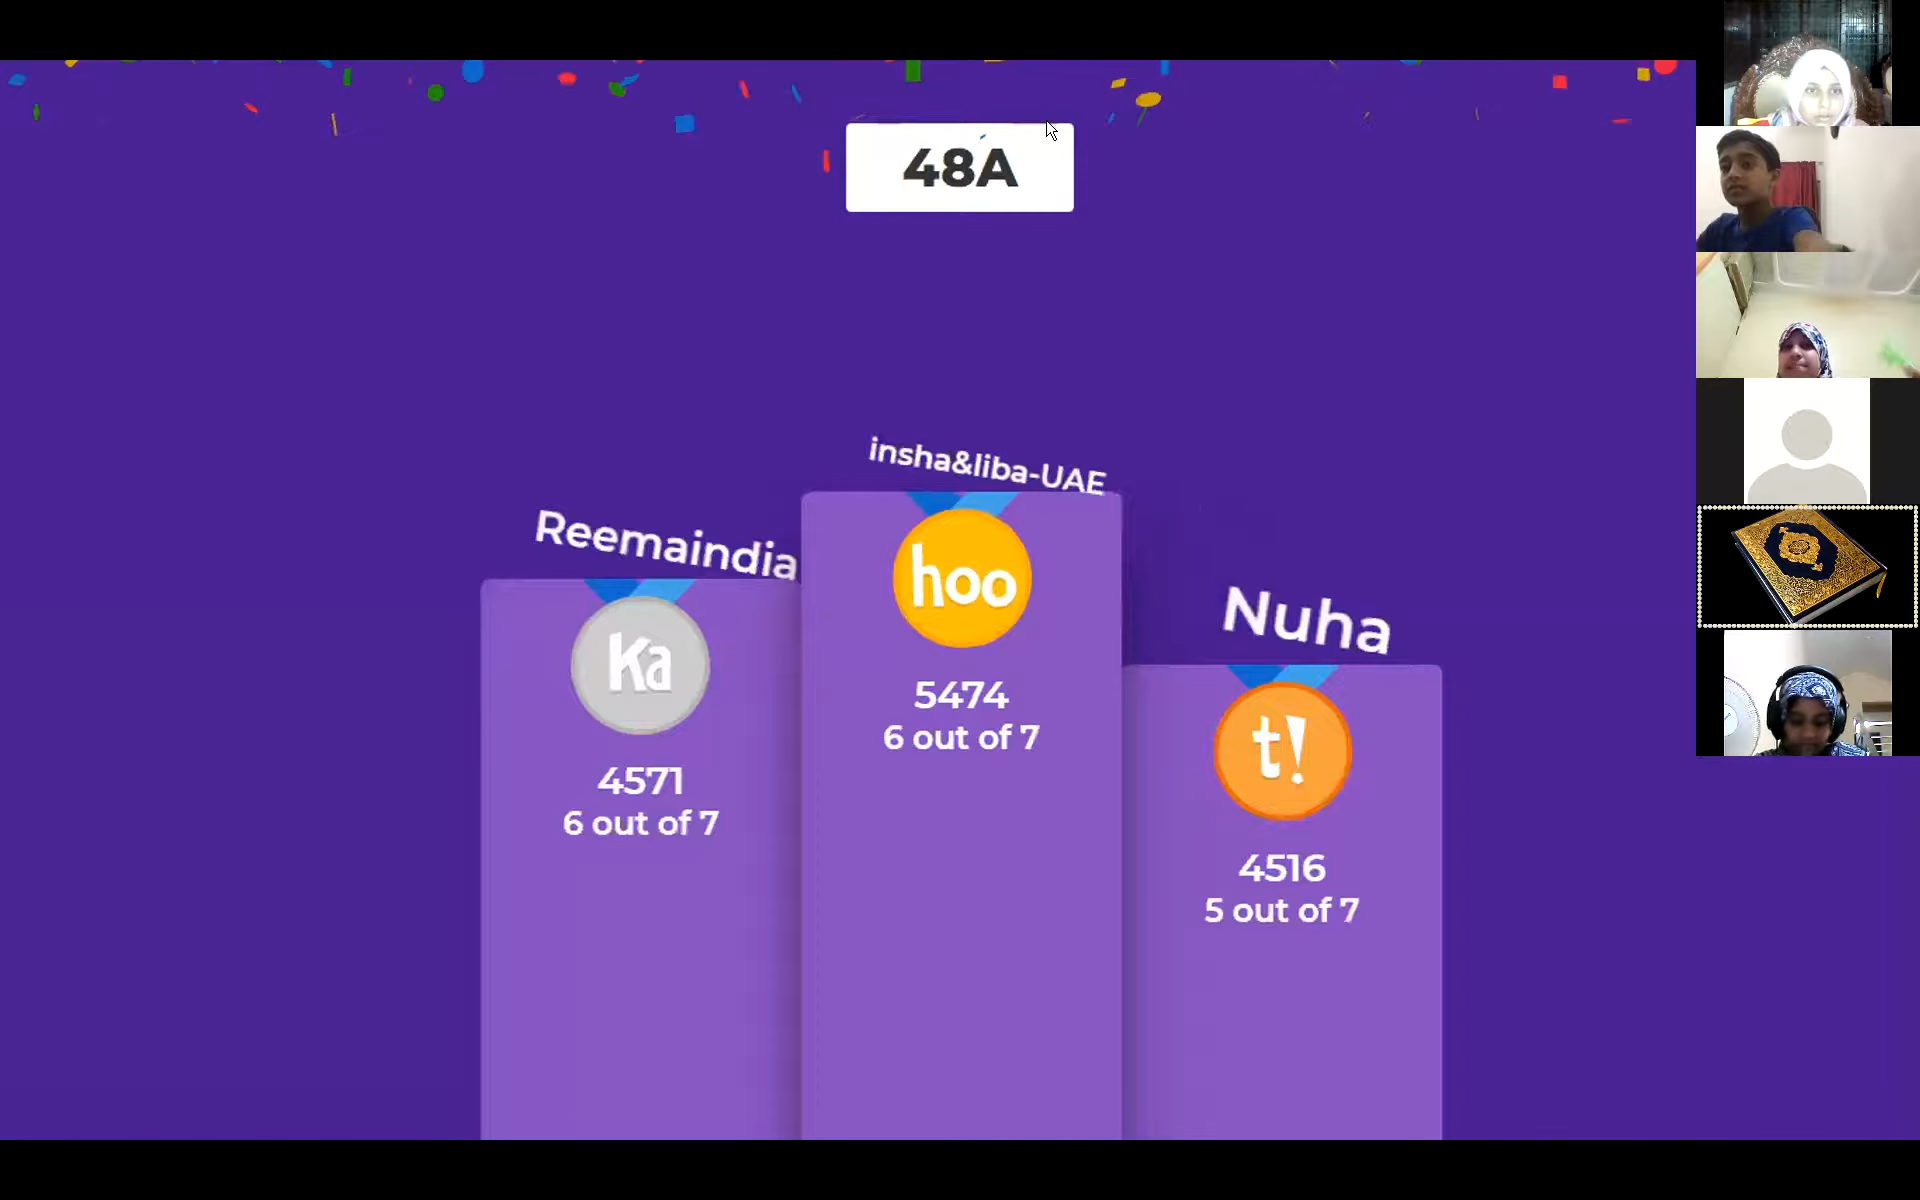 48A
insha&liba-UAE
Reemaindia
Nuha
hoo
Ka
t!
5474
6 out of 7
4571
6 out of 7
4516
5 out of 7